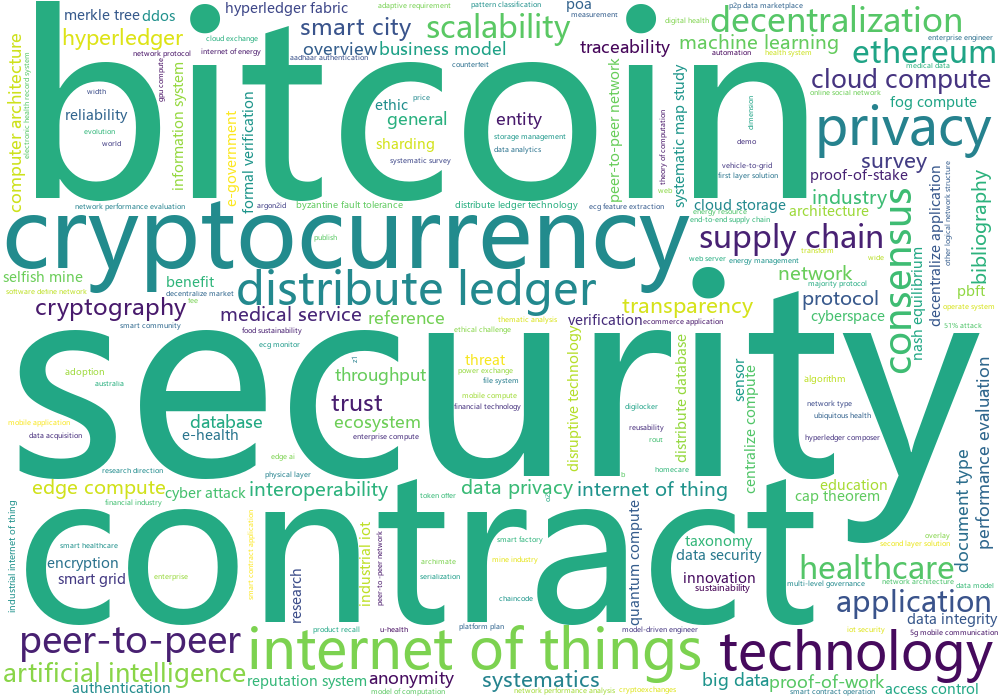 merkle tree
ddos
hyperledger fabric
adaptive requirement
pattern classification
poa
measurement
digital health
p2p data marketplace
hyperledger
cloud exchange
smart city
scalability
decentralization
enterprise engineer
network protocol
internet of energy
overview
business model
traceability
machine learning
automation
health system
ethereum
computer architecture
electronic health record system
aadhaar authentication
counterfeit
medical data
bitcoin
gpu compute
information system
width
reliability
evolution
world
e-government
formal verification
ethic
price
general
entity
sharding
storage management
data analytics
systematic survey
peer-to-peer network
theory of computation
web
systematic map study
dimension
demo
vehicle-to-grid
first layer solution
cloud compute
online social network
fog compute
privacy
survey
proof-of-stake
industry
architecture
cloud storage
energy resource
end-to-end supply chain
network performance evaluation
argon2id
byzantine fault tolerance
distribute ledger technology
ecg feature extraction
cryptocurrency
publish
supply chain
web server
energy management
transform
wide
consensus
nash equilibrium
decentralize application
other logical network structure
bibliography
selfish mine
software define network
benefit
decentralize market
fee
distribute ledger
network
majority protocol
transparency
protocol
cyberspace
pbft
operate system
51% attack
cryptography
medical service
reference
thematic analysis
verification
ecommerce application
smart community
food sustainability
ethical challenge
ecg monitor
security
adoption
australia
z1
throughput
threat
power exchange
file system
mobile compute
financial technology
trust
ecosystem
enterprise compute
disruptive technology
digilocker
reusability
rout
distribute database
sensor
centralize compute
algorithm
network type
ubiquitous health
hyperledger composer
mobile application
data acquisition
database
e-health
research direction
edge ai
physical layer
b
homecare
education
cap theorem
document type
performance evaluation
edge compute
cyber attack
financial industry
interoperability
token offer
data privacy
internet of thing
contract
industrial internet of thing
smart healthcare
encryption
smart grid
enterprise
smart contract application
research
industrial iot
peer-to-peer network
archimate
serialization
smart factory
mine industry
chaincode
quantum compute
taxonomy
data security
innovation
sustainability
overlay
second layer solution
healthcare
multi-level governance
network architecture
data model
application
data integrity
peer-to-peer
product recall
u-health
platform plan
model-driven engineer
iot security
5g mobile communication
internet of things
technology
artificial intelligence
authentication
reputation system
anonymity
model of computation
systematics
network performance analysis
cryptoexchanges
big data
proof-of-work
smart contract operation
access control